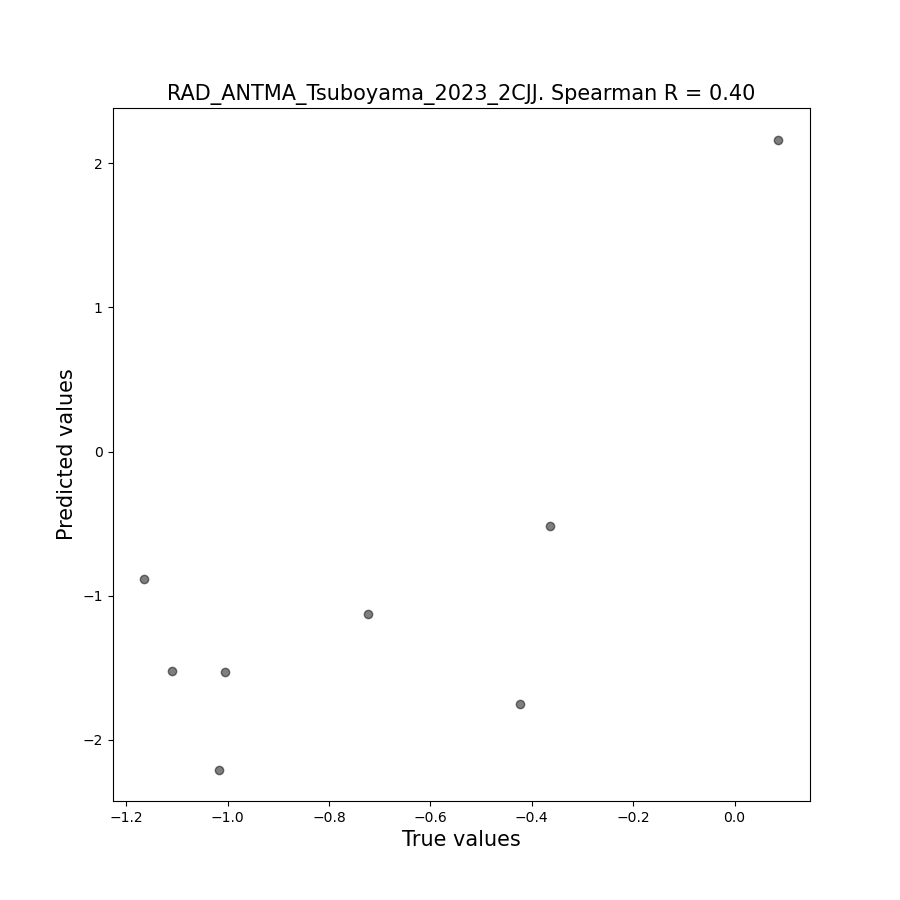 RAD_ANTMA_Tsuboyama_2023_2CJJ. Spearman R = 0.40
2
1
0
−1
−2
Predicted values
−1.2 −1.0 −0.8 −0.6 −0.4 −0.2 0.0
True values